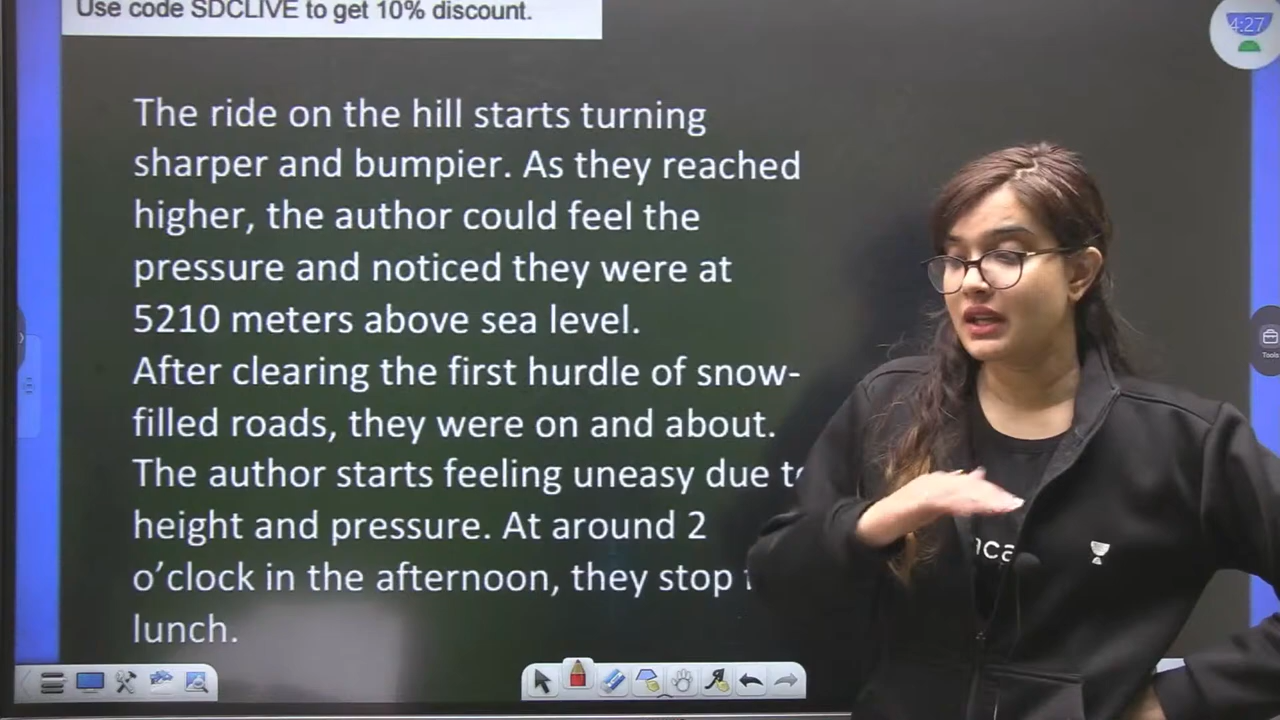 Use code SDCLIVE to get 10% discount.
4:27
The ride on the hill starts turning
sharper and bumpier. As they reached
higher, the author could feel the
pressure and noticed they were at
5210 meters above sea level.
After clearing the first hurdle of snow-
filled roads, they were on and about.
The author starts feeling uneasy due
height and pressure. At around 2
o’clock in the afternoon, they stop
lunch.
Tools